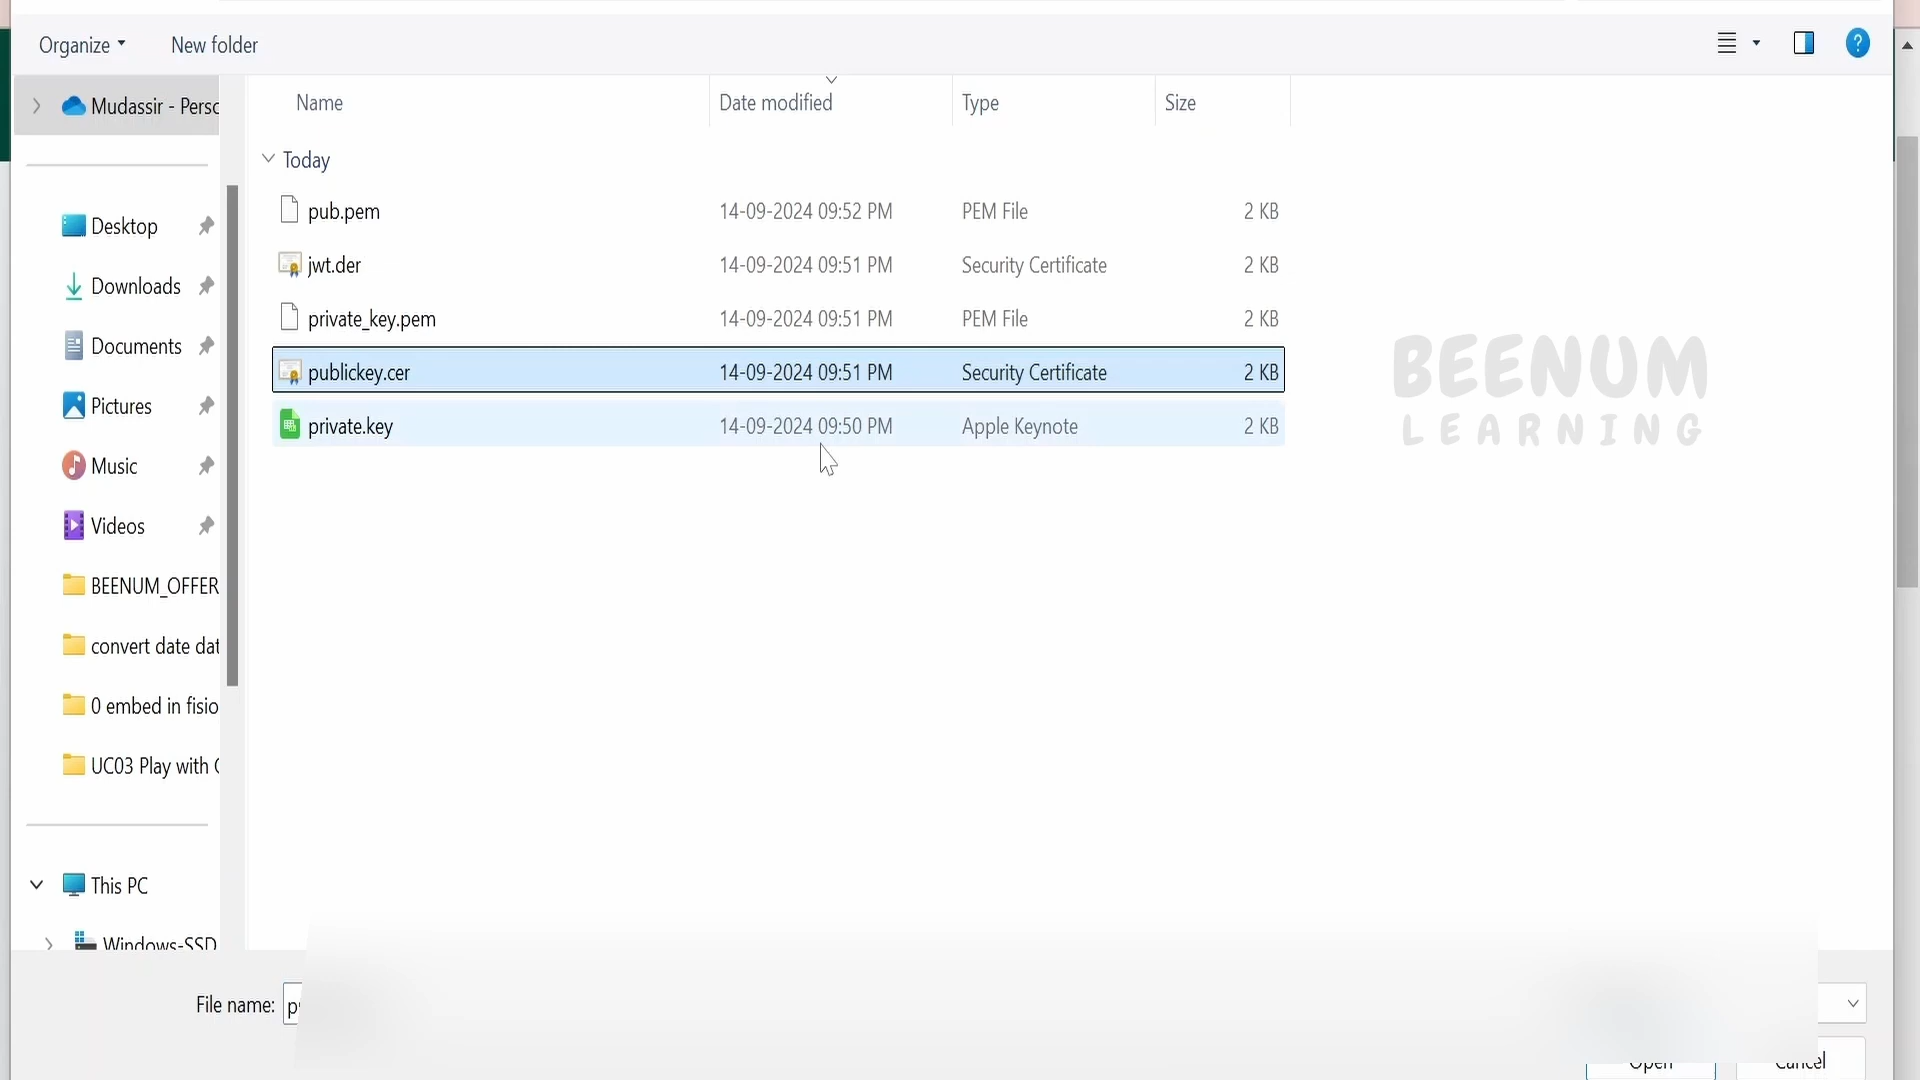 Organize
New folder
Mudassir - Perso
Name
Date modified
Type
Size
Today
pub.pem 14-09-2024 09:52 PM PEM File 2 KB
jwt.der 14-09-2024 09:51 PM Security Certificate 2 KB
private_key.pem 14-09-2024 09:51 PM PEM File 2 KB
publickey.cer 14-09-2024 09:51 PM Security Certificate 2 KB
private.key 14-09-2024 09:50 PM Apple Keynote 2 KB
Desktop
Downloads
Documents
Pictures
Music
Videos
BEENUM_OFFER
convert date dat
0 embed in fisio
UC03 Play with
This PC
Windows-SSD
BEENUM
LEARNING
File name:
Open
Cancel